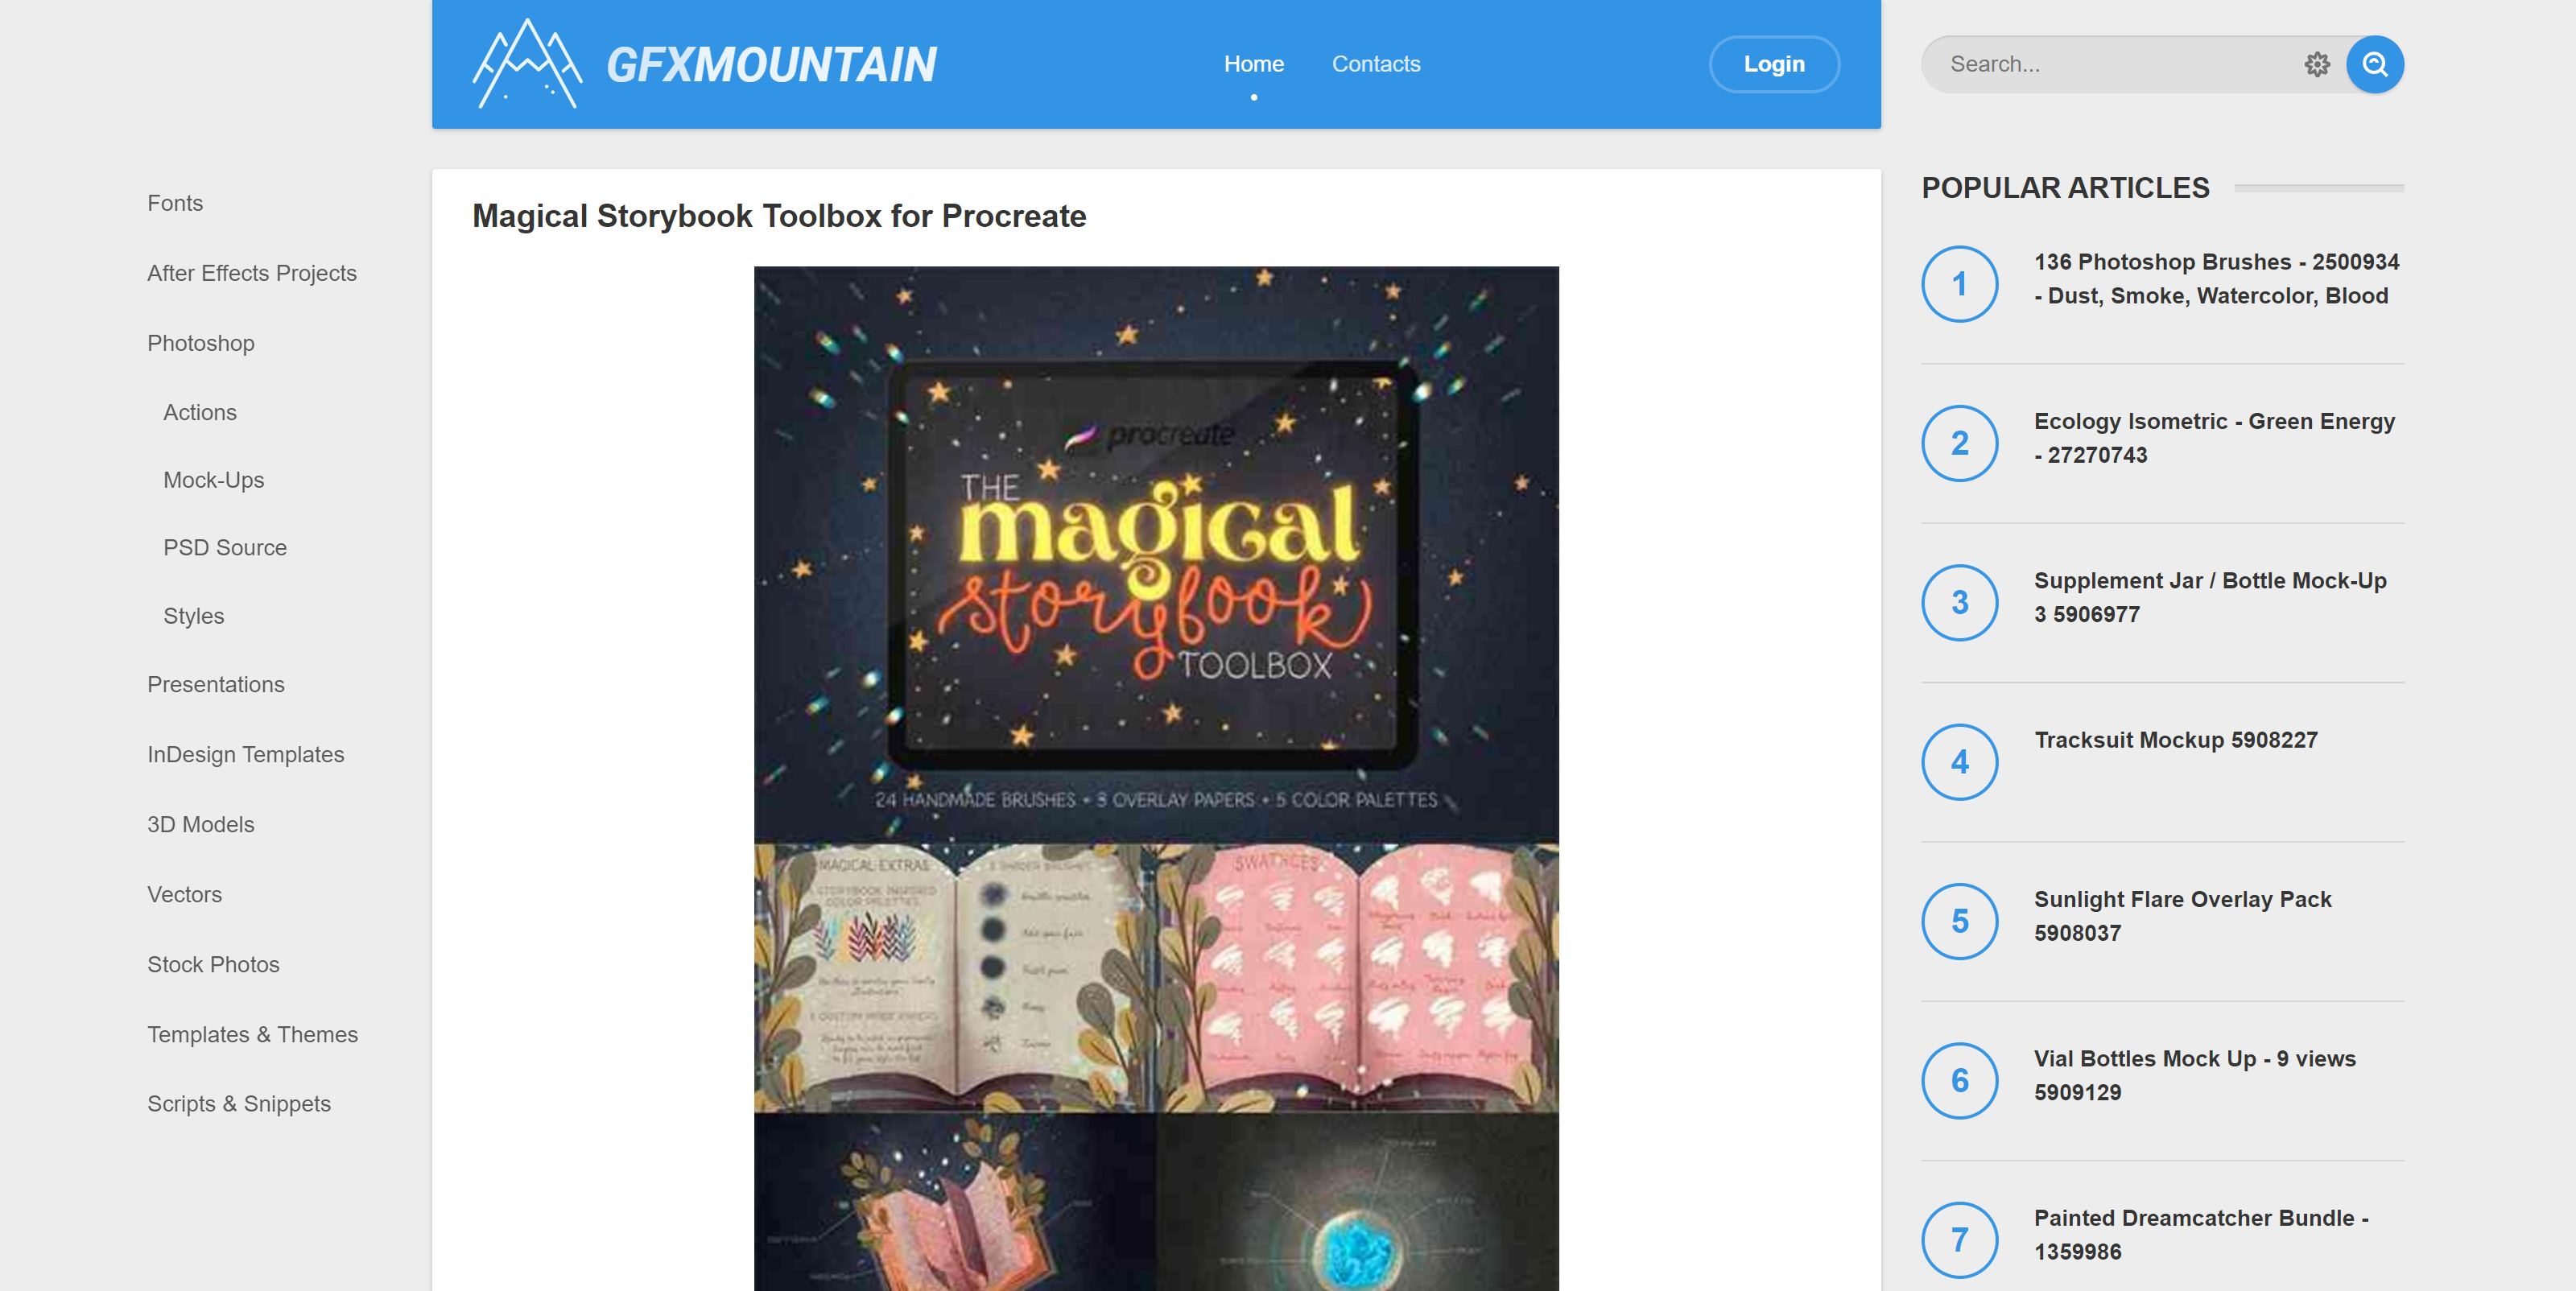 GFXMOUNTAIN
Home
Contacts
Login
Search...
Fonts
After Effects Projects
Photoshop
Actions
Mock-Ups
PSD Source
Styles
Presentations
InDesign Templates
3D Models
Vectors
Stock Photos
Templates & Themes
Scripts & Snippets
Magical Storybook Toolbox for Procreate
procreate
THE
magical
storybook
TOOLBOX
24 HANDMADE BRUSHES • 3 OVERLAY PAPERS • 5 COLOR PALETTES
MAGICAL EXTRAS
STORYBOOK INSPIRED
COLOR PALETTES
SWATCHES
POPULAR ARTICLES
1
136 Photoshop Brushes - 2500934
- Dust, Smoke, Watercolor, Blood
2
Ecology Isometric - Green Energy
- 27270743
3
Supplement Jar / Bottle Mock-Up
3 5906977
4
Tracksuit Mockup 5908227
5
Sunlight Flare Overlay Pack
5908037
6
Vial Bottles Mock Up - 9 views
5909129
7
Painted Dreamcatcher Bundle -
1359986